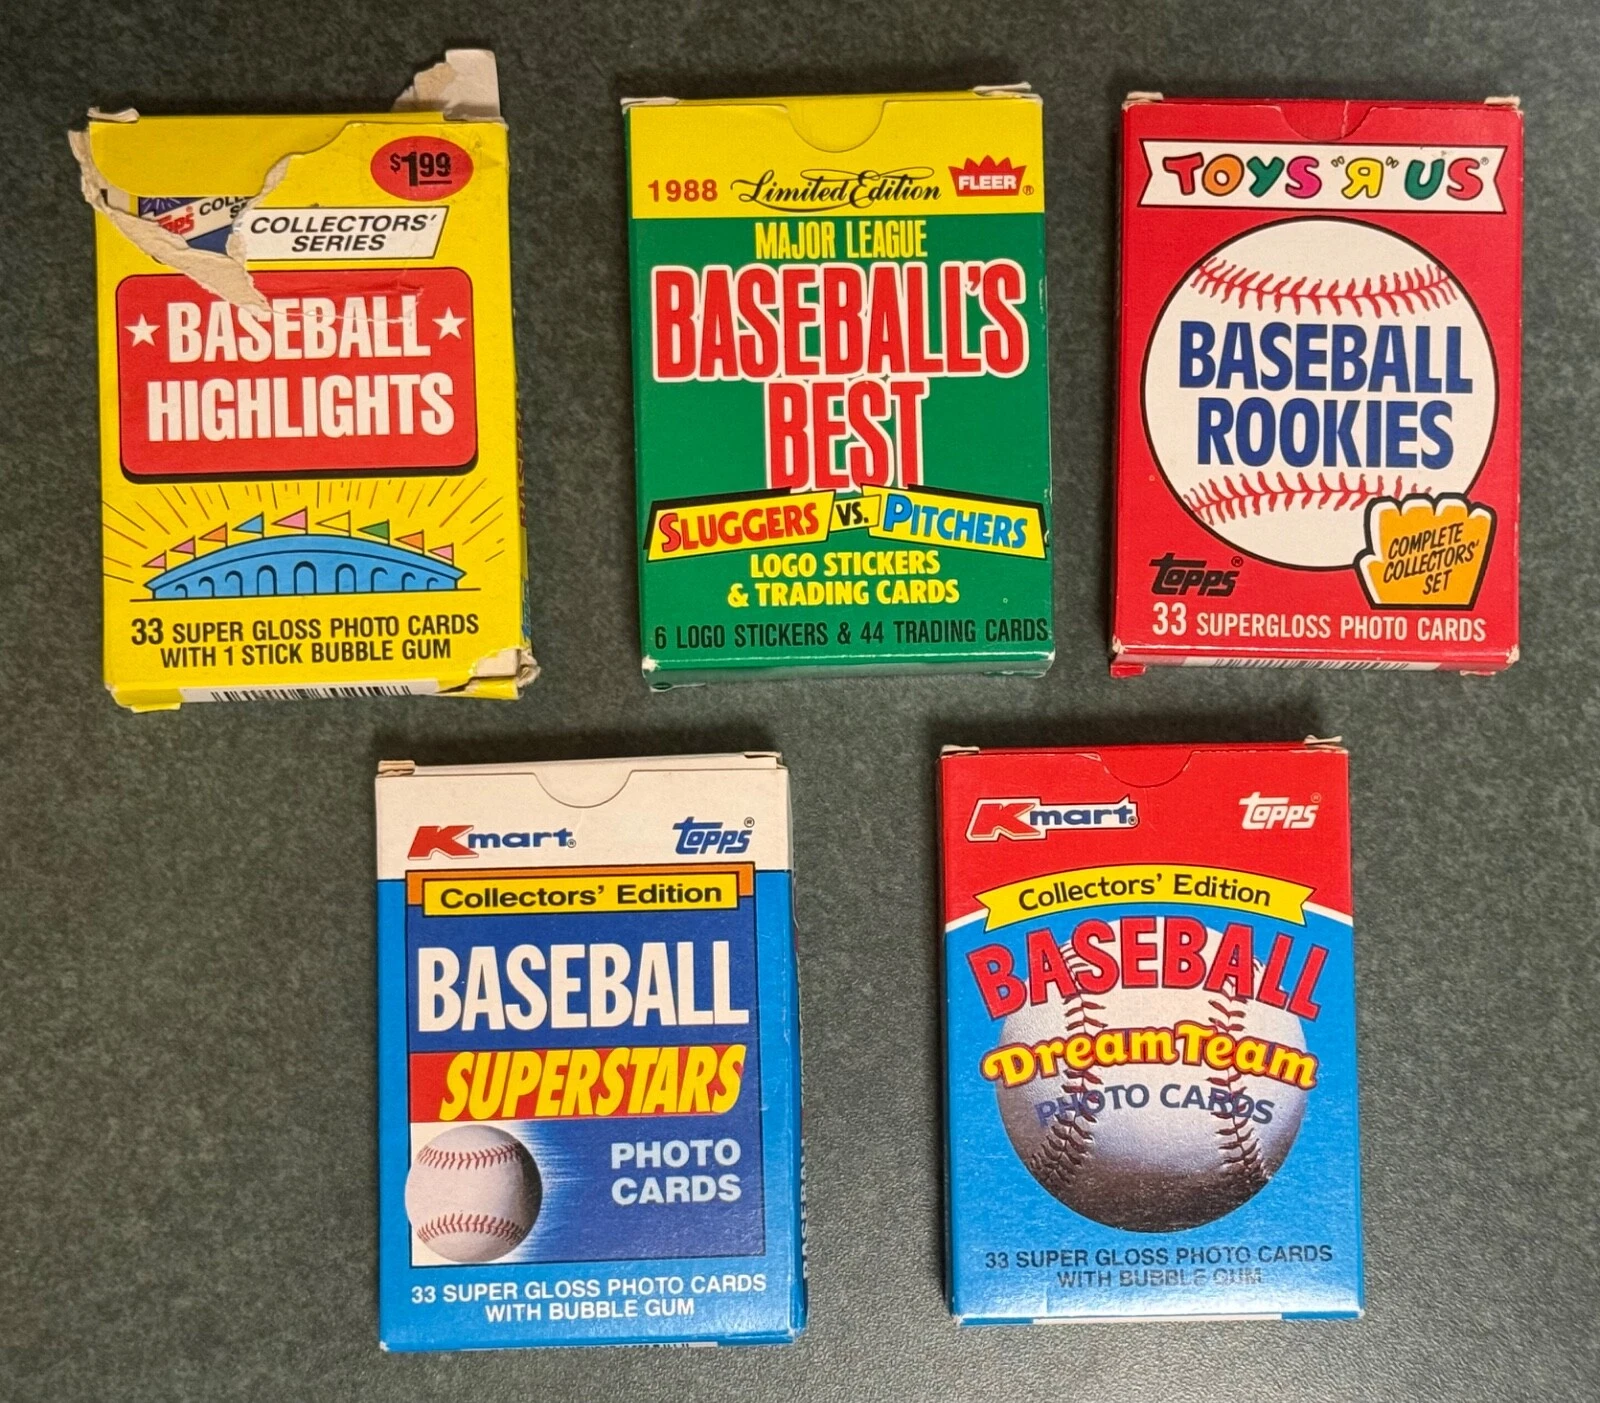 $1.99
TOPPS
COLLECTORS'
SERIES
BASEBALL
HIGHLIGHTS
33 SUPER GLOSS PHOTO CARDS
WITH 1 STICK BUBBLE GUM
1988 Limited Edition FLEER®
MAJOR LEAGUE
BASEBALL'S
BEST
SLUGGERS VS. PITCHERS
LOGO STICKERS
& TRADING CARDS
6 LOGO STICKERS & 44 TRADING CARDS
TOYS "R" US®
BASEBALL
ROOKIES
COMPLETE
COLLECTORS'
SET
topps®
33 SUPERGLOSS PHOTO CARDS
Kmart® topps®
Collectors' Edition
BASEBALL
SUPERSTARS
PHOTO
CARDS
33 SUPER GLOSS PHOTO CARDS
WITH BUBBLE GUM
Kmart® topps®
Collectors' Edition
BASEBALL
Dream Team
PHOTO CARDS
33 SUPER GLOSS PHOTO CARDS
WITH BUBBLE GUM